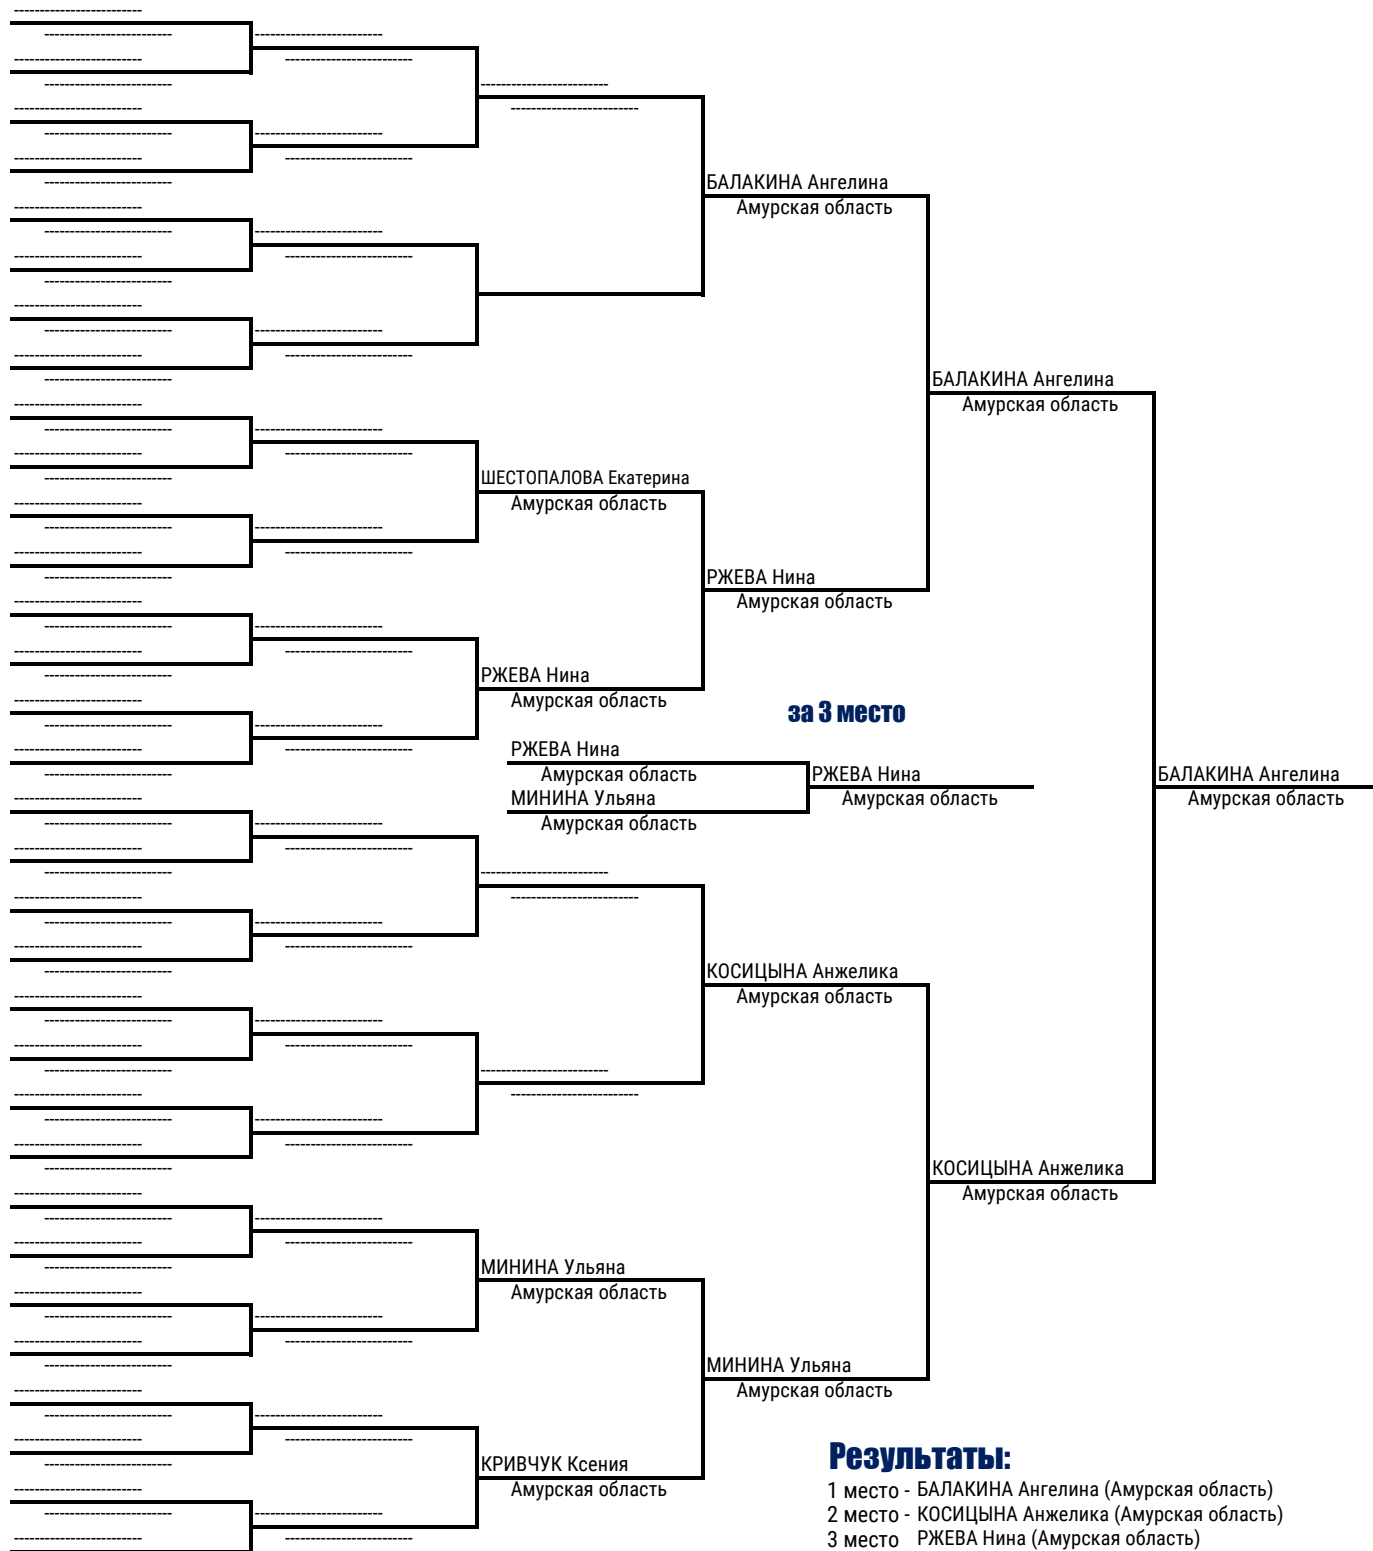 БАЛАКИНА Ангелина
Амурская область
БАЛАКИНА Ангелина
Амурская область
ШЕСТОПАЛОВА Екатерина
Амурская область
РЖЕВА Нина
Амурская область
РЖЕВА Нина
Амурская область
за 3 место
РЖЕВА Нина
Амурская область
МИНИНА Ульяна
Амурская область
РЖЕВА Нина
Амурская область
БАЛАКИНА Ангелина
Амурская область
КОСИЦЫНА Анжелика
Амурская область
КОСИЦЫНА Анжелика
Амурская область
МИНИНА Ульяна
Амурская область
МИНИНА Ульяна
Амурская область
КРИВЧУК Ксения
Амурская область
Результаты:
1 место - БАЛАКИНА Ангелина (Амурская область)
2 место - КОСИЦЫНА Анжелика (Амурская область)
3 место РЖЕВА Нина (Амурская область)